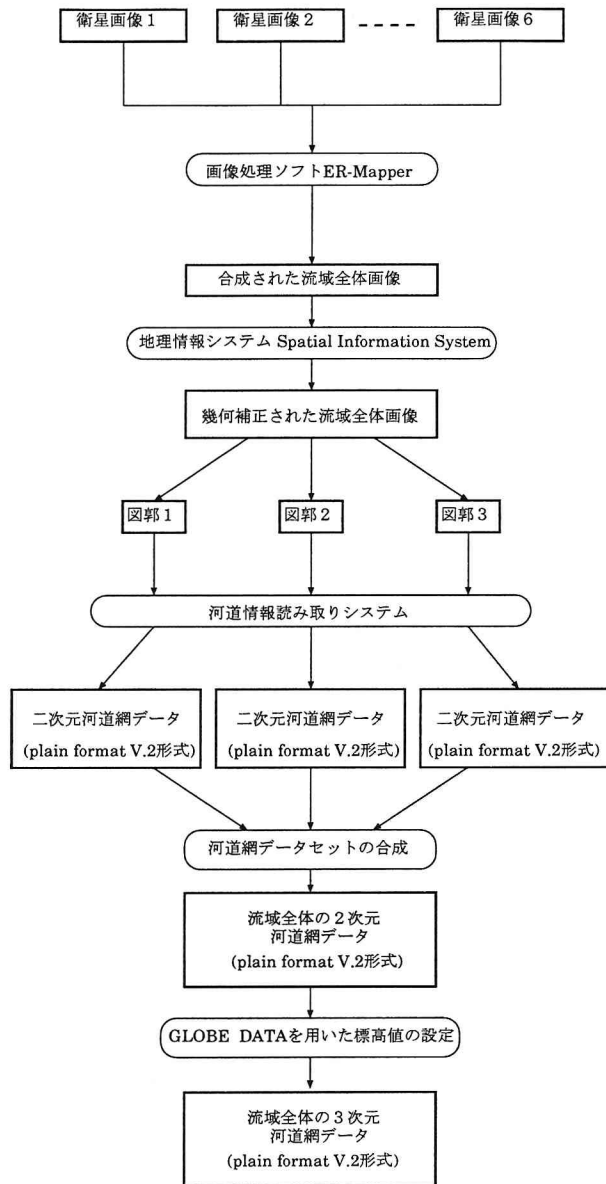 衛星画像1
衛星画像2
衛星画像6
画像処理ソフトER-Mapper
合成された流域全体画像
地理情報システム Spatial Information System
幾何補正された流域全体画像
図郭1
図郭2
図郭3
河道情報読み取りシステム
二次元河道網データ
(plain format V.2形式)
二次元河道網データ
(plain format V.2形式)
二次元河道網データ
(plain format V.2形式)
河道網データセットの合成
流域全体の2次元
河道網データ
(plain format V.2形式)
GLOBE DATAを用いた標高値の設定
流域全体の3次元
河道網データ
(plain format V.2形式)